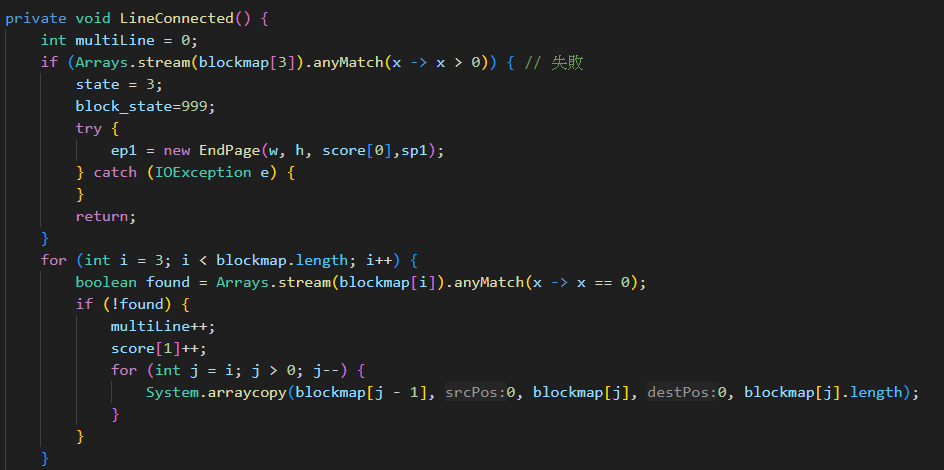 private void LineConnected() {
    int multiLine = 0;
    if (Arrays.stream(blockmap[3]).anyMatch(x -> x > 0)) { // 失敗
        state = 3;
        block_state=999;
        try {
            ep1 = new EndPage(w, h, score[0],sp1);
        } catch (IOException e) {
        }
        return;
    }
    for (int i = 3; i < blockmap.length; i++) {
        boolean found = Arrays.stream(blockmap[i]).anyMatch(x -> x == 0);
        if (!found) {
            multiLine++;
            score[1]++;
            for (int j = i; j > 0; j--) {
                System.arraycopy(blockmap[j - 1], srcPos:0, blockmap[j], destPos:0, blockmap[j].length);
            }
        }
    }